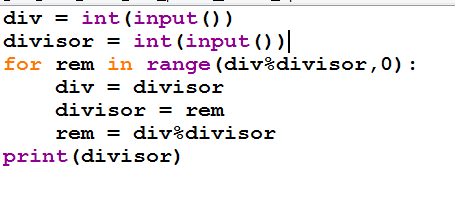 div = int(input())
divisor = int(input())
for rem in range(div%divisor,0):
    div = divisor
    divisor = rem
    rem = div%divisor
print(divisor)